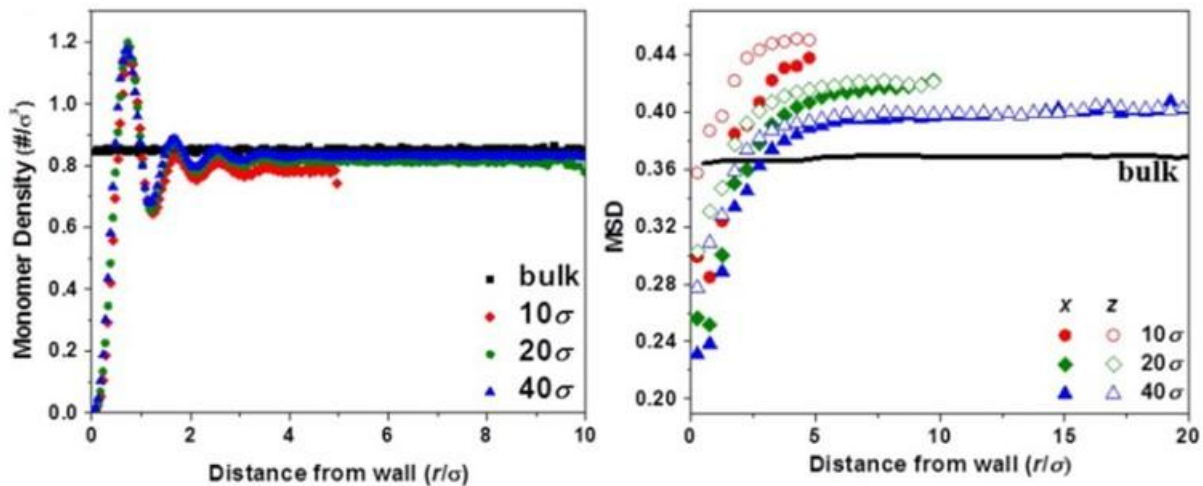 Monomer Density (#/σ³)
1.2
1.0
0.8
0.6
0.4
0.2
0.0
0
2
4
6
8
10
Distance from wall (r/σ)
bulk
10σ
20σ
40σ
MSD
0.44
0.40
0.36
0.32
0.28
0.24
0.20
0
5
10
15
20
Distance from wall (r/σ)
bulk
x z
10σ
20σ
40σ